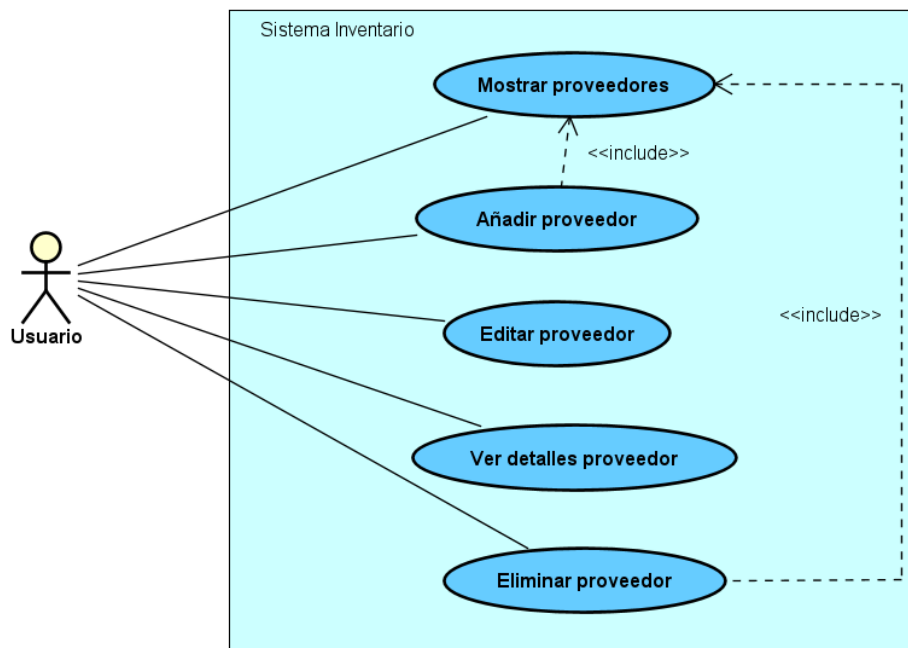 Sistema Inventario
Mostrar proveedores
<<include>>
Añadir proveedor
Usuario
Editar proveedor
<<include>>
Ver detalles proveedor
Eliminar proveedor